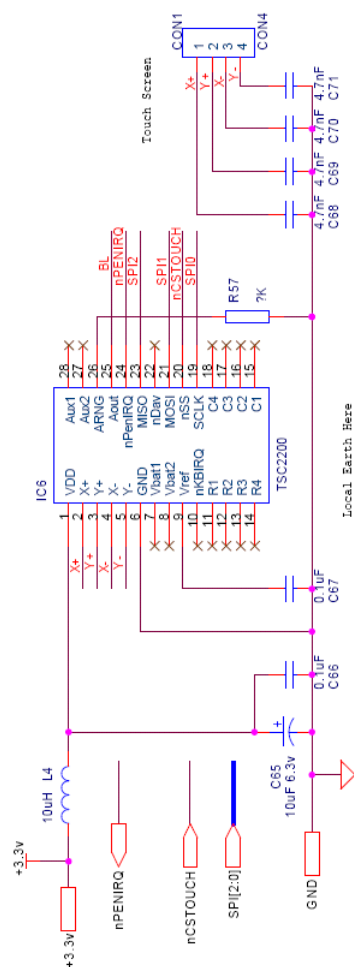 CON1
CON4
1
2
3
4
X+
Y+
X-
Y-
Touch Screen
4.7nF
C71
4.7nF
C70
4.7nF
C69
4.7nF
C68
BL
nPENIRQ
SPI2
SPI1
nCSTOUCH
SPI0
R57
?K
28
27
26
25
24
23
22
21
20
19
18
17
16
15
Aux1
Aux2
ARNG
Aout
nPenIRQ
MISO
nDav
MOSI
nSS
SCLK
C4
C3
C2
C1
IC6
TSC2200
VDD
X+
Y+
X-
Y-
GND
Vbat1
Vbat2
Vref
nKBIRQ
R1
R2
R3
R4
1
2
3
4
5
6
7
8
9
10
11
12
13
14
X+
Y+
X-
Y-
Local Earth Here
0.1uF
C67
0.1uF
C66
C65
10uF 6.3v
10uH L4
+3.3v
+3.3v
nPENIRQ
nCSTOUCH
SPI[2:0]
GND